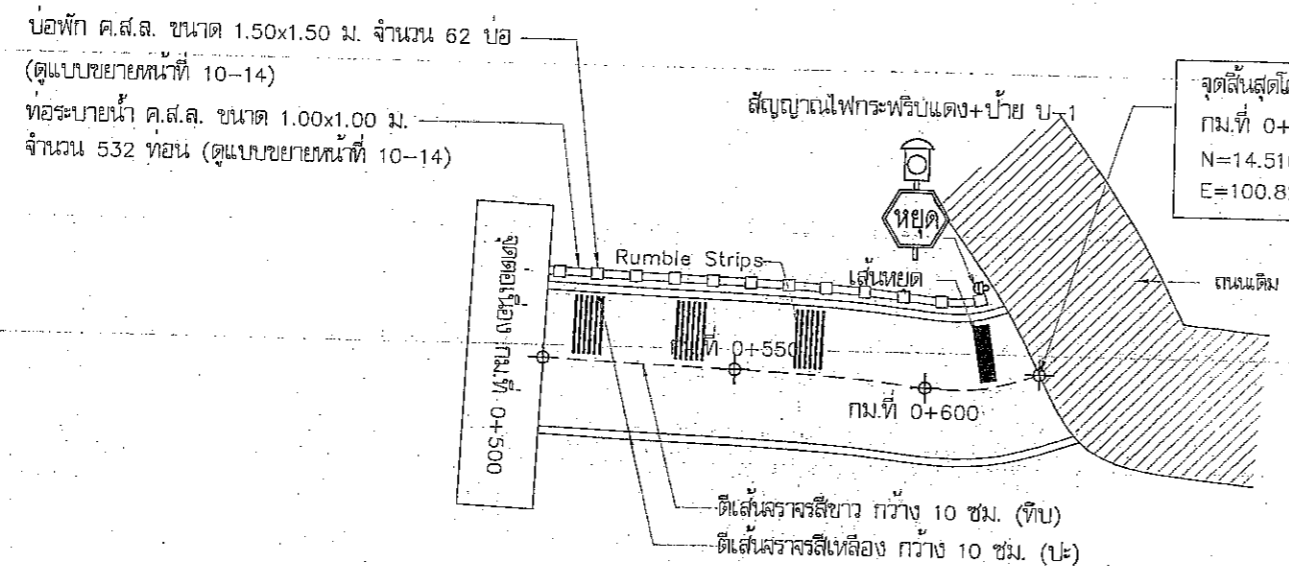 บ่อพัก ค.ส.ล. ขนาด 1.50x1.50 ม. จำนวน 62 บ่อ
(ดูแบบขยายหน้าที่ 10-14)
ท่อระบายน้ำ ค.ส.ล. ขนาด 1.00x1.00 ม.
จำนวน 532 ท่อน (ดูแบบขยายหน้าที่ 10-14)
สัญญาณไฟกระพริบแดง+ป้าย บ-1
จุดสิ้นสุด
กม.ที่ 0+
N=14.51
E=100.8
หยุด
Rumble Strips
เส้นหยุด
ถนนเดิม
จุดต่อเนื่อง กม.ที่ 0+500
กม.ที่ 0+550
กม.ที่ 0+600
ตีเส้นจราจรสีขาว กว้าง 10 ซม. (ทึบ)
ตีเส้นจราจรสีเหลือง กว้าง 10 ซม. (ปะ)